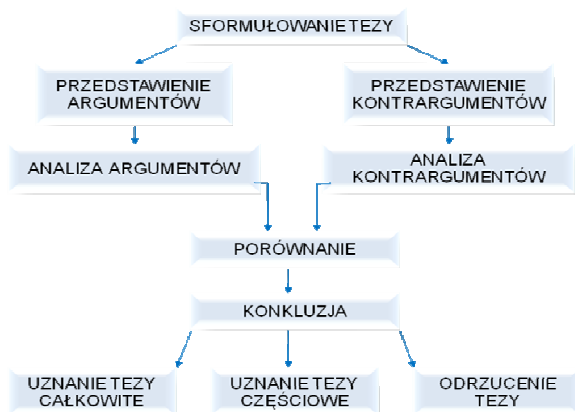 SFORMUŁOWANIE TEZY
PRZEDSTAWIENIE
ARGUMENTÓW
PRZEDSTAWIENIE
KONTRARGUMENTÓW
ANALIZA ARGUMENTÓW
ANALIZA
KONTRARGUMENTÓW
PORÓWNANIE
KONKLUZJA
UZNANIE TEZY
CAŁKOWITE
UZNANIE TEZY
CZĘŚCIOWE
ODRZUCENIE
TEZY